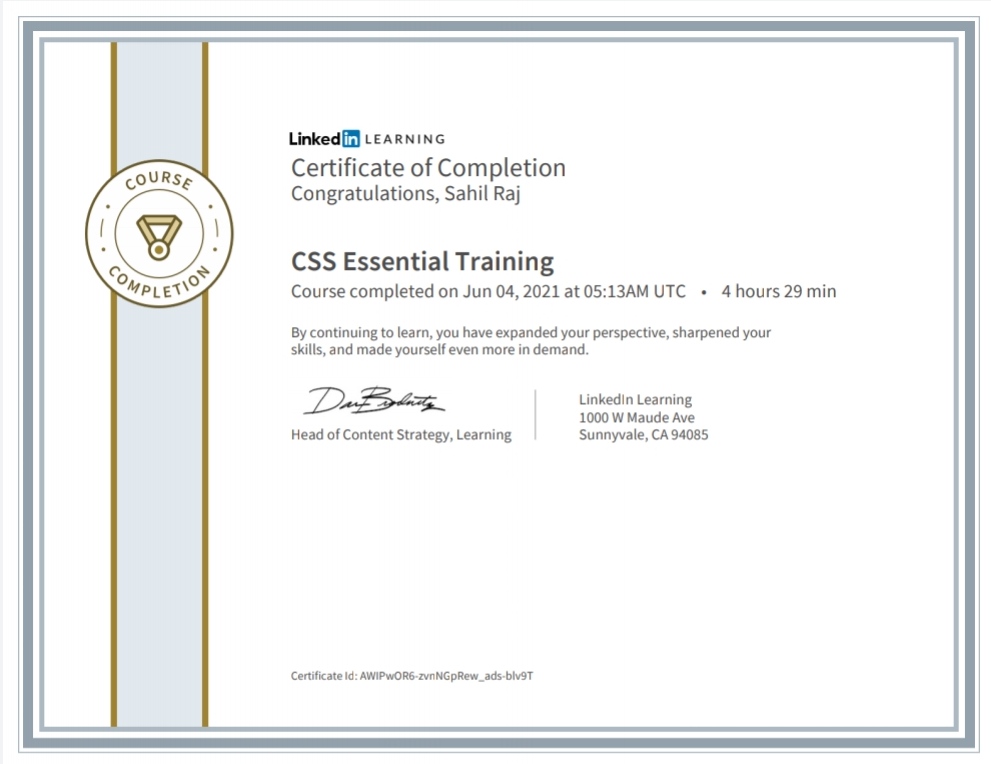 COURSE
COMPLETION
Linked in LEARNING
Certificate of Completion
Congratulations, Sahil Raj
CSS Essential Training
Course completed on Jun 04, 2021 at 05:13AM UTC • 4 hours 29 min
By continuing to learn, you have expanded your perspective, sharpened your
skills, and made yourself even more in demand.
Head of Content Strategy, Learning
LinkedIn Learning
1000 W Maude Ave
Sunnyvale, CA 94085
Certificate Id: AWIPwOR6-zvnNGpRew_ads-blv9T